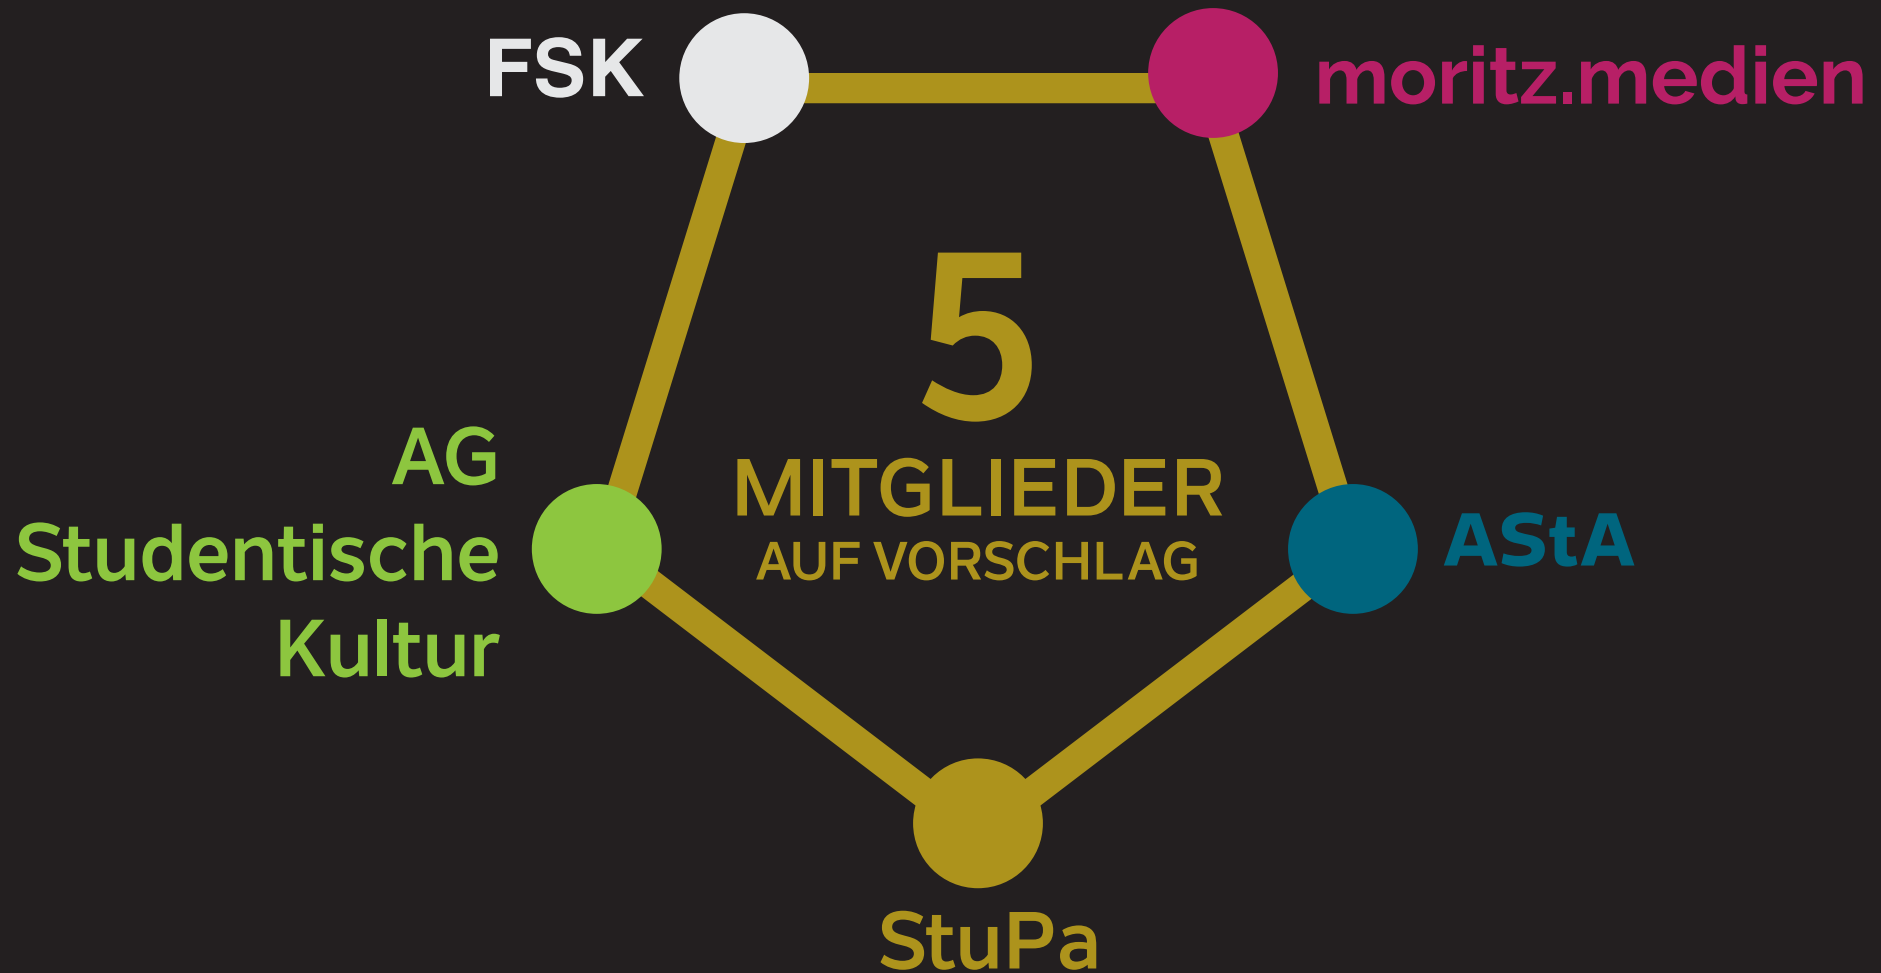 FSK
moritz.medien
5
MITGLIEDER
AUF VORSCHLAG
AG
Studentische
Kultur
AStA
StuPa